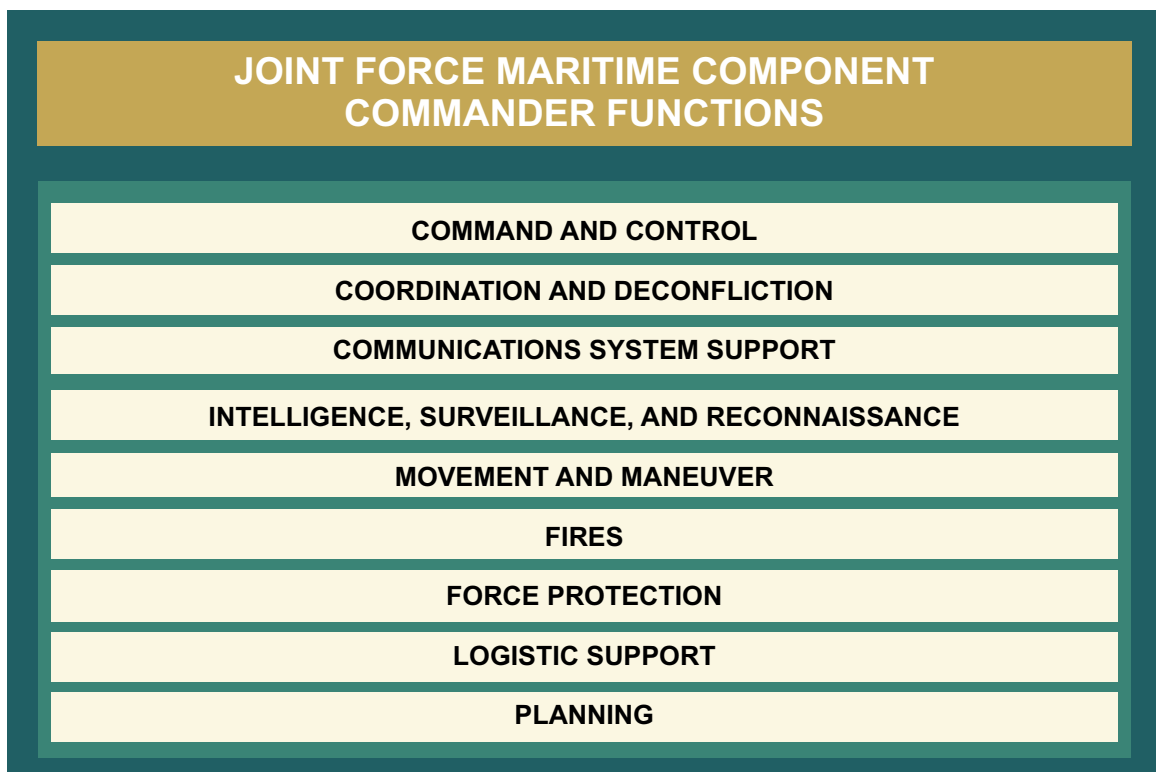 JOINT FORCE MARITIME COMPONENT
COMMANDER FUNCTIONS
COMMAND AND CONTROL
COORDINATION AND DECONFLICTION
COMMUNICATIONS SYSTEM SUPPORT
INTELLIGENCE, SURVEILLANCE, AND RECONNAISSANCE
MOVEMENT AND MANEUVER
FIRES
FORCE PROTECTION
LOGISTIC SUPPORT
PLANNING